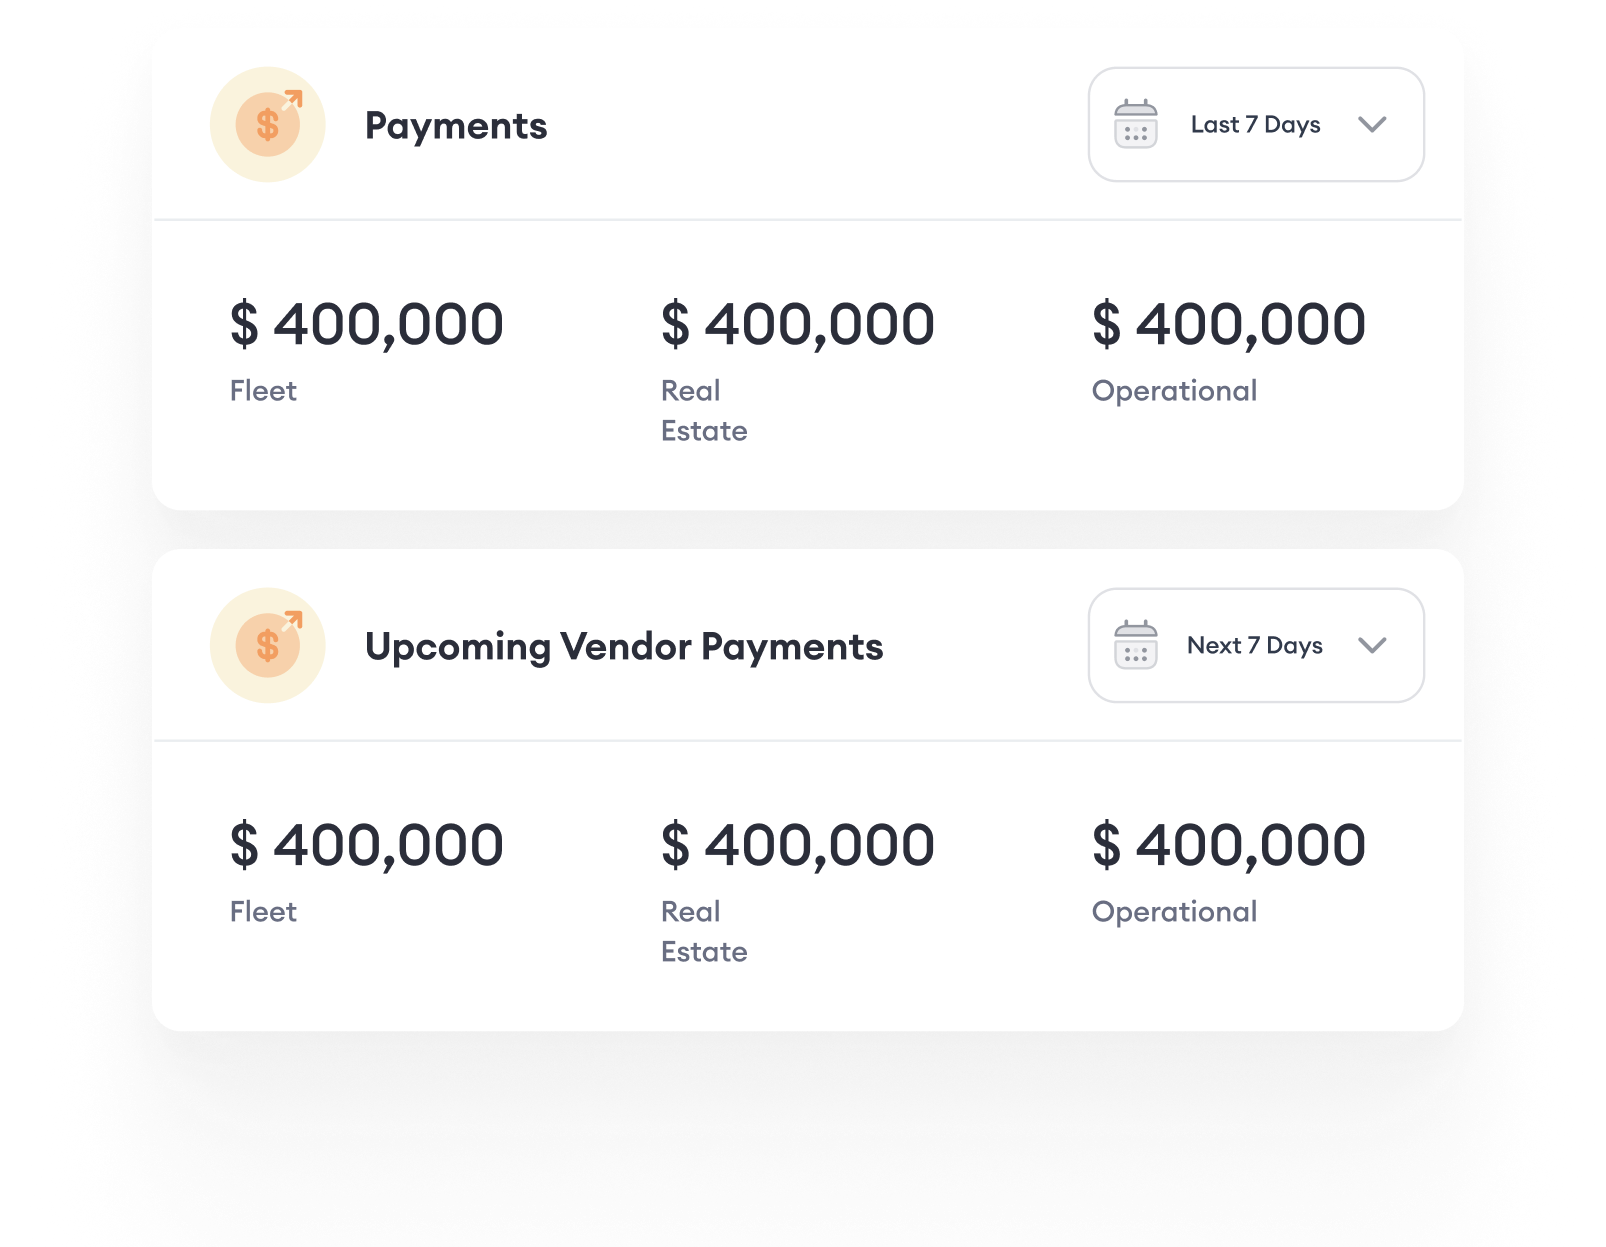 Payments
Last 7 Days
$ 400,000
$ 400,000
$ 400,000
Fleet
Real
Estate
Operational
Upcoming Vendor Payments
Next 7 Days
$ 400,000
$ 400,000
$ 400,000
Fleet
Real
Estate
Operational